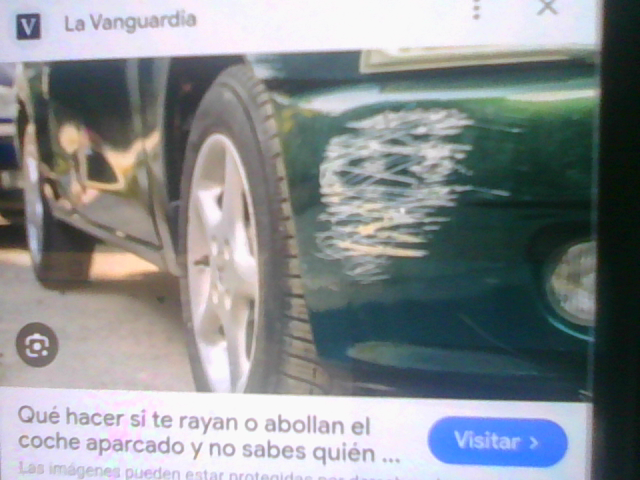 V La Vanguardia
Qué hacer si te rayan o abollan el
coche aparcado y no sabes quién ...
Visitar >
Las imágenes pueden estar protegidas por